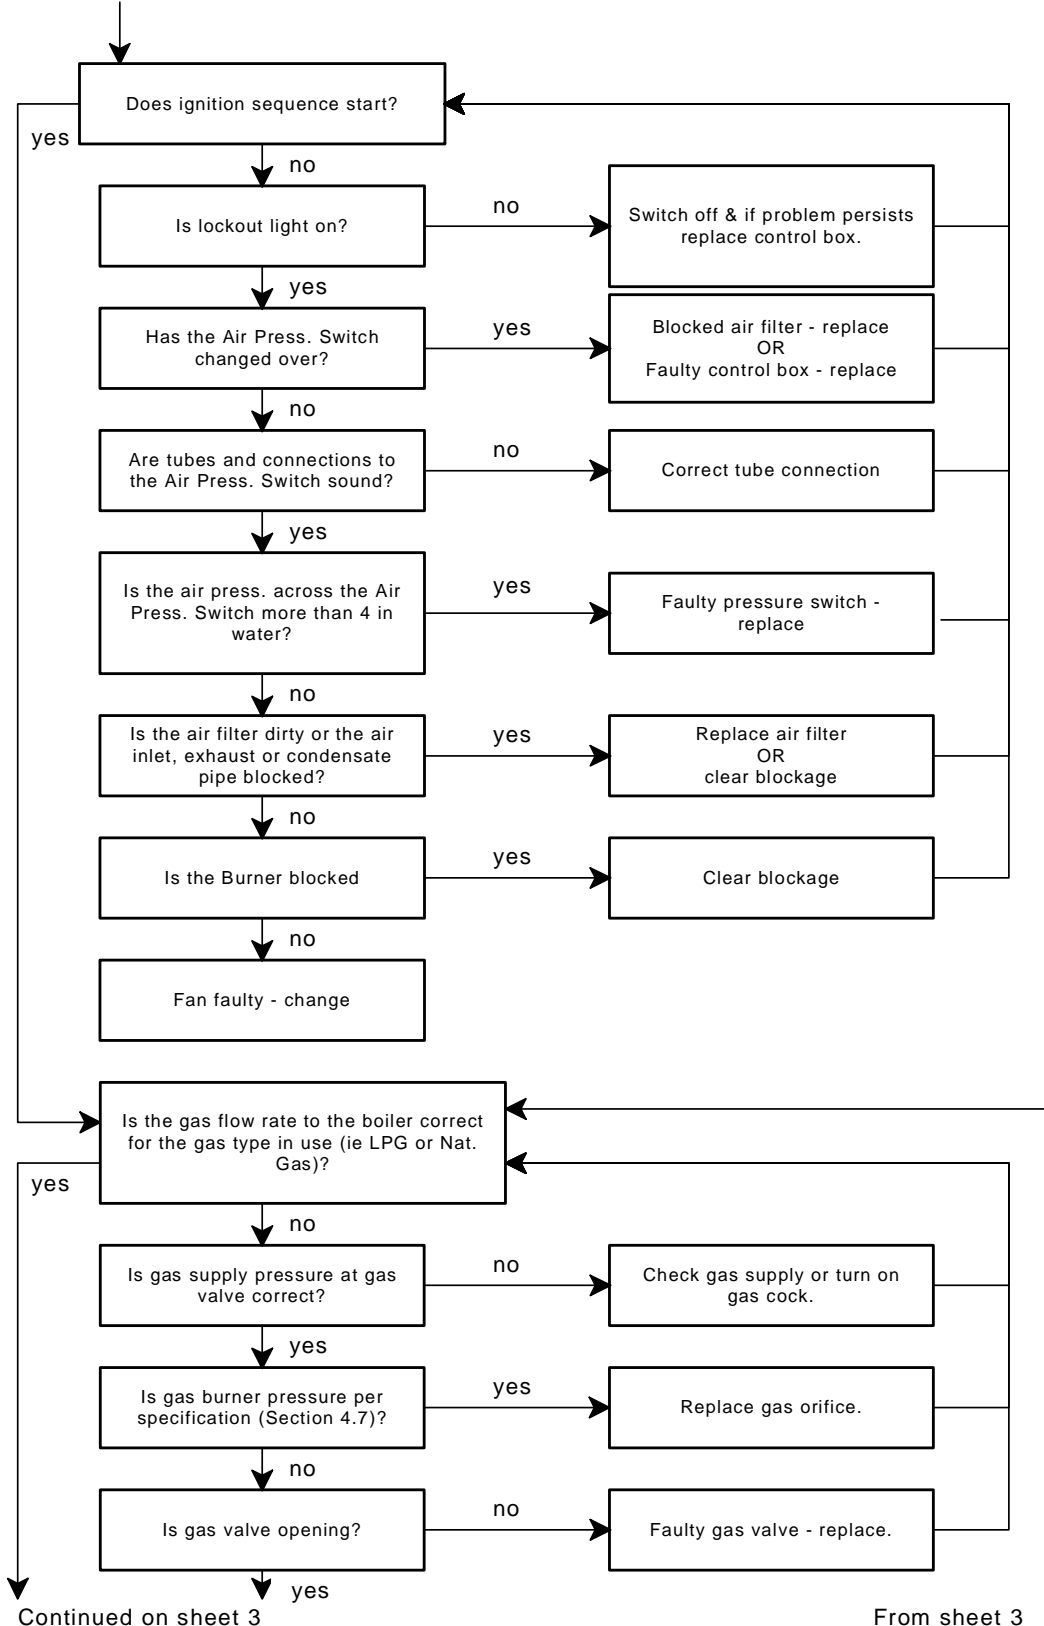 Does ignition sequence start?
yes
no
Is lockout light on?
no
Switch off & if problem persists
replace control box.
yes
Has the Air Press. Switch
changed over?
yes
Blocked air filter - replace
OR
Faulty control box - replace
no
Are tubes and connections to
the Air Press. Switch sound?
no
Correct tube connection
yes
Is the air press. across the Air
Press. Switch more than 4 in
water?
yes
Faulty pressure switch -
replace
no
Is the air filter dirty or the air
inlet, exhaust or condensate
pipe blocked?
yes
Replace air filter
OR
clear blockage
no
Is the Burner blocked
yes
Clear blockage
no
Fan faulty - change
Is the gas flow rate to the boiler correct
for the gas type in use (ie LPG or Nat.
Gas)?
yes
no
Is gas supply pressure at gas
valve correct?
no
Check gas supply or turn on
gas cock.
yes
Is gas burner pressure per
specification (Section 4.7)?
yes
Replace gas orifice.
no
Is gas valve opening?
no
Faulty gas valve - replace.
yes
Continued on sheet 3
From sheet 3